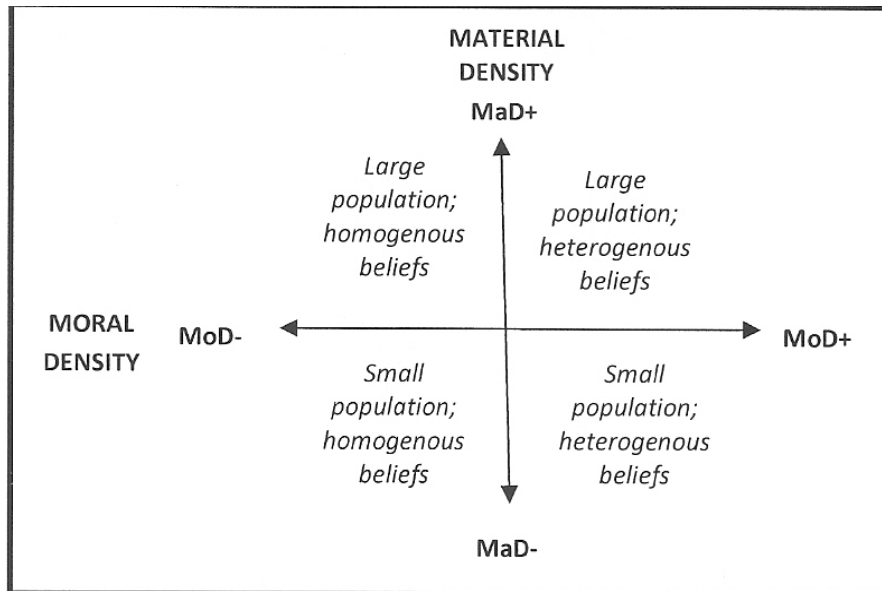 MATERIAL
DENSITY
MaD+
Large
population;
homogenous
beliefs
Large
population;
heterogenous
beliefs
MORAL
DENSITY
MoD-
MoD+
Small
population;
homogenous
beliefs
Small
population;
heterogenous
beliefs
MaD-